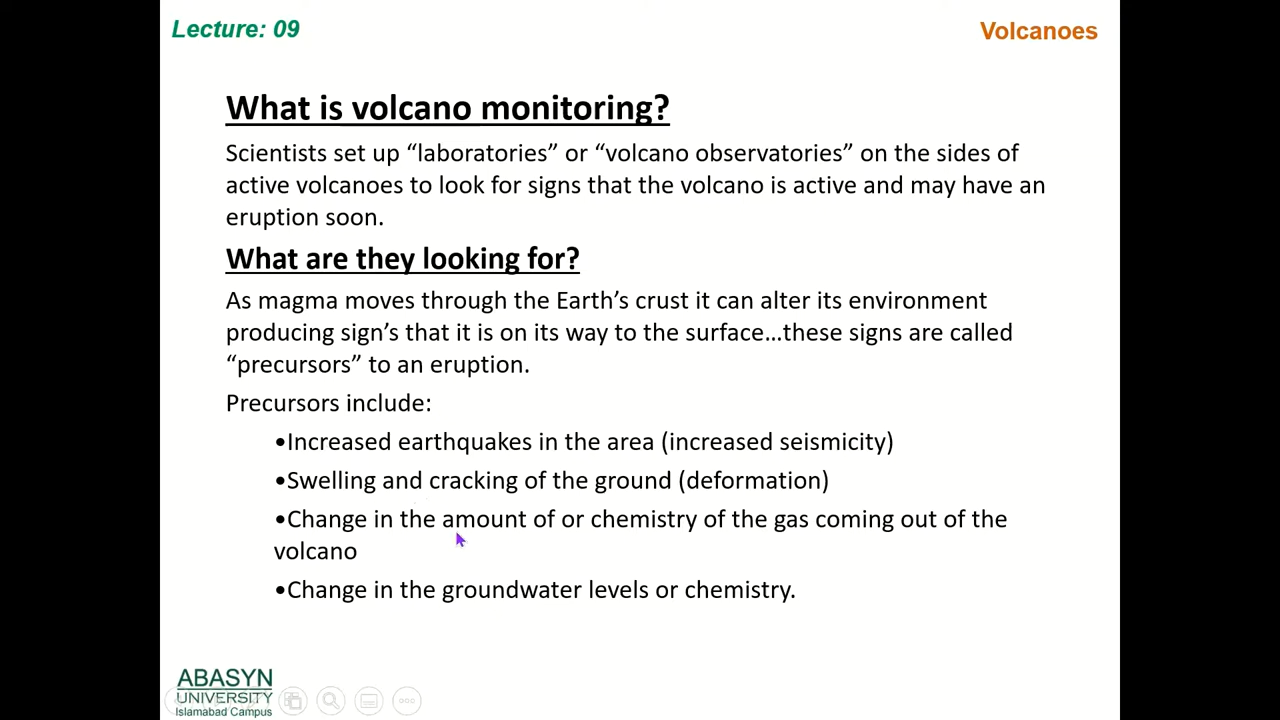 Lecture: 09
Volcanoes
What is volcano monitoring?
Scientists set up “laboratories” or “volcano observatories” on the sides of
active volcanoes to look for signs that the volcano is active and may have an
eruption soon.
What are they looking for?
As magma moves through the Earth’s crust it can alter its environment
producing sign’s that it is on its way to the surface…these signs are called
“precursors” to an eruption.
Precursors include:
•Increased earthquakes in the area (increased seismicity)
•Swelling and cracking of the ground (deformation)
•Change in the amount of or chemistry of the gas coming out of the
volcano
•Change in the groundwater levels or chemistry.
ABASYN
UNIVERSITY
Islamabad Campus